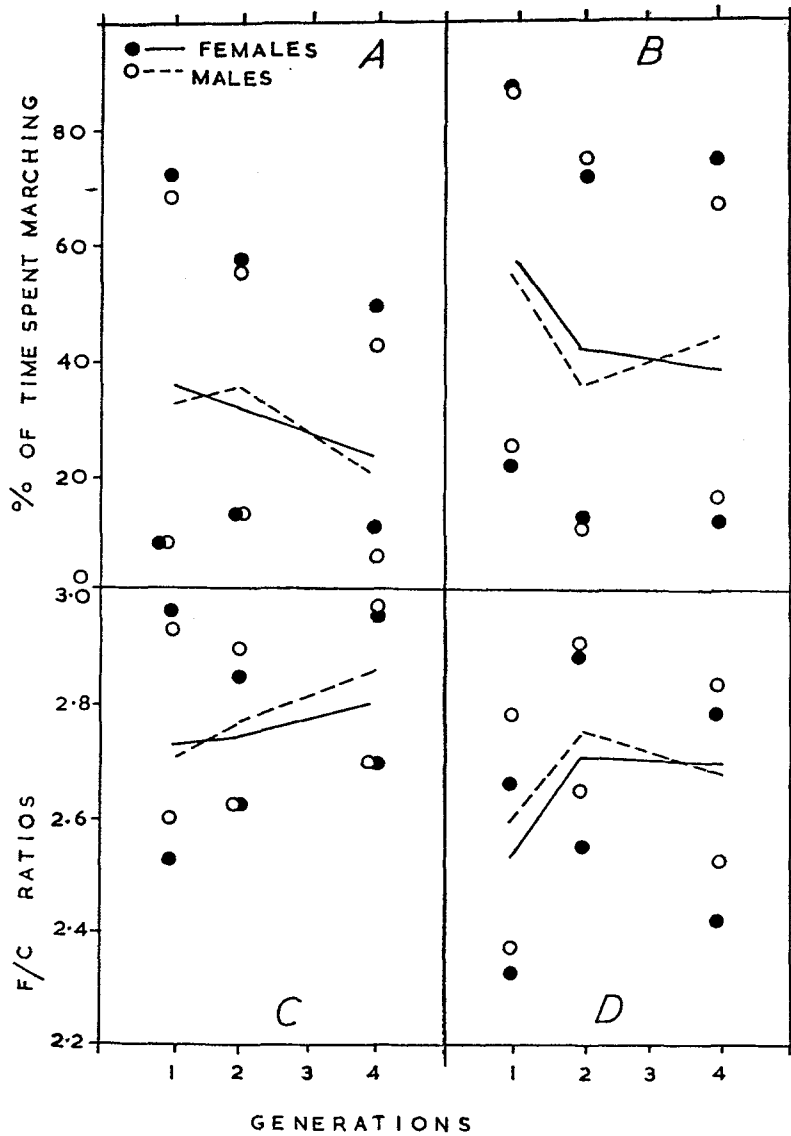 ● — FEMALES
○ --- MALES
A
B
% OF TIME SPENT MARCHING
80
60
40
20
0
3.0
2.8
2.6
2.4
2.2
F/C RATIOS
C
D
1 2 3 4
1 2 3 4
GENERATIONS